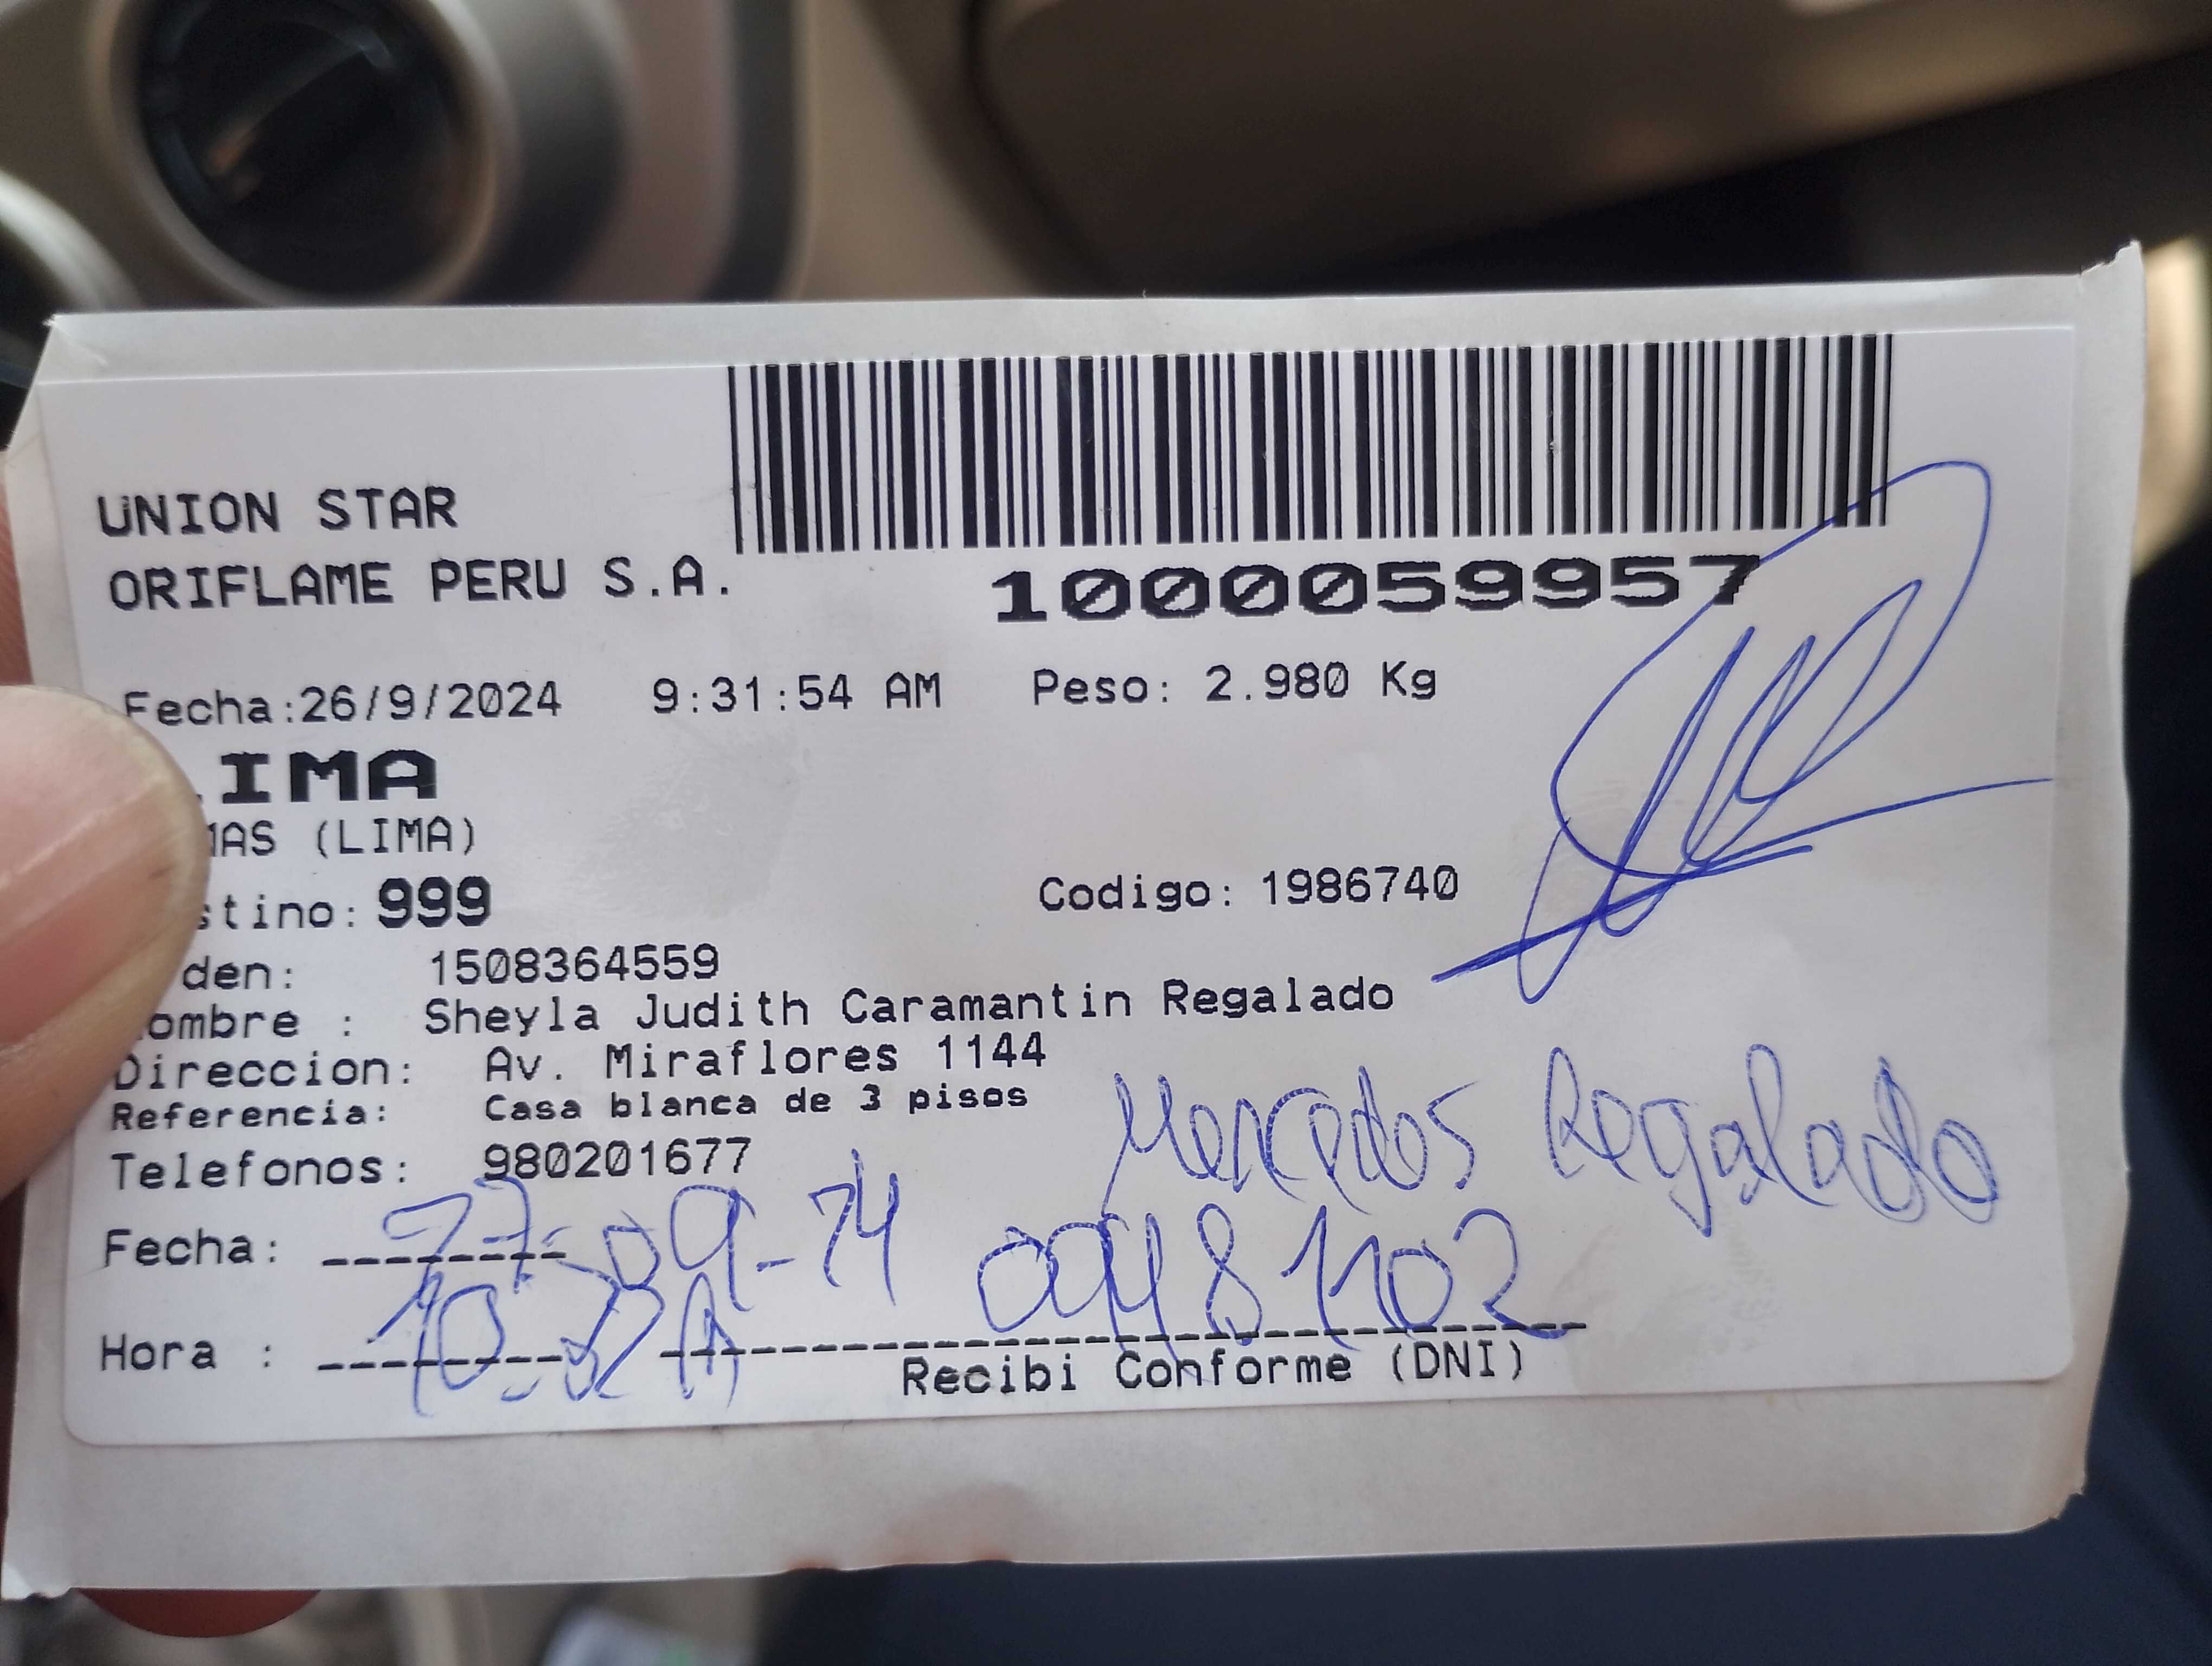 UNION STAR
ORIFLAME PERU S.A.
1000059957
Fecha:26/9/2024 9:31:54 AM Peso: 2.980 Kg
LIMA
MAS (LIMA)
stino: 999 Codigo: 1986740
den: 1508364559
ombre : Sheyla Judith Caramantin Regalado
Direccion: Av. Miraflores 1144
Referencia: Casa blanca de 3 pisos
Telefonos: 980201677
Mercedes Regalado
Fecha: 27-09-24
Hora :
Recibi Conforme (DNI)